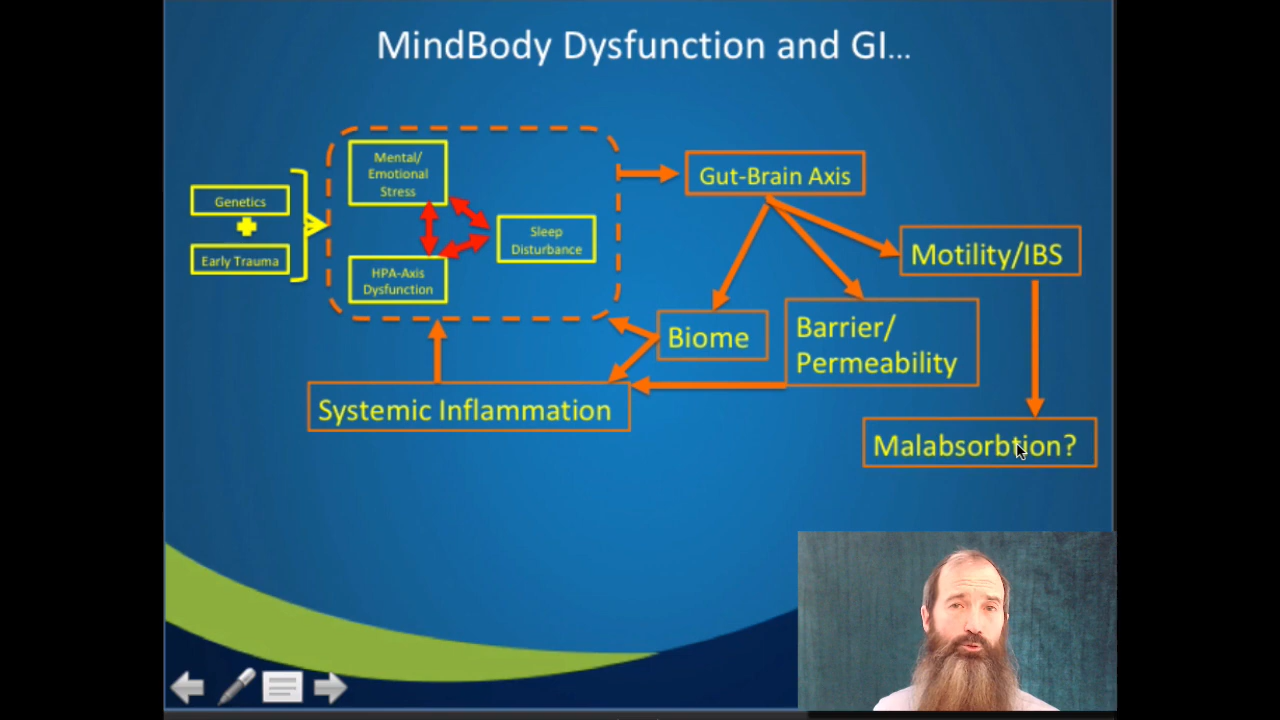 MindBody Dysfunction and GI...
Genetics
Early Trauma
Mental/
Emotional
Stress
Sleep
Disturbance
HPA-Axis
Dysfunction
Gut-Brain Axis
Motility/IBS
Biome
Barrier/
Permeability
Systemic Inflammation
Malabsorbtion?